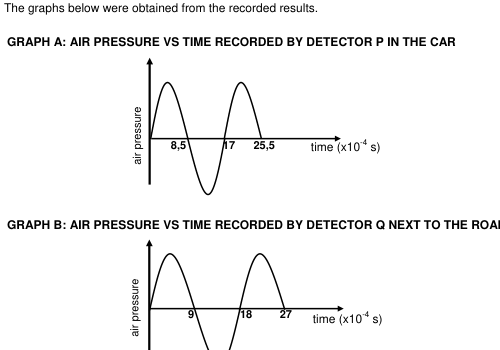 The graphs below were obtained from the recorded results.
GRAPH A: AIR PRESSURE VS TIME RECORDED BY DETECTOR P IN THE CAR
air pressure
8,5 17 25,5 time (x10⁻⁴ s)
GRAPH B: AIR PRESSURE VS TIME RECORDED BY DETECTOR Q NEXT TO THE
air pressure
9 18 27 time (x10⁻⁴ s)